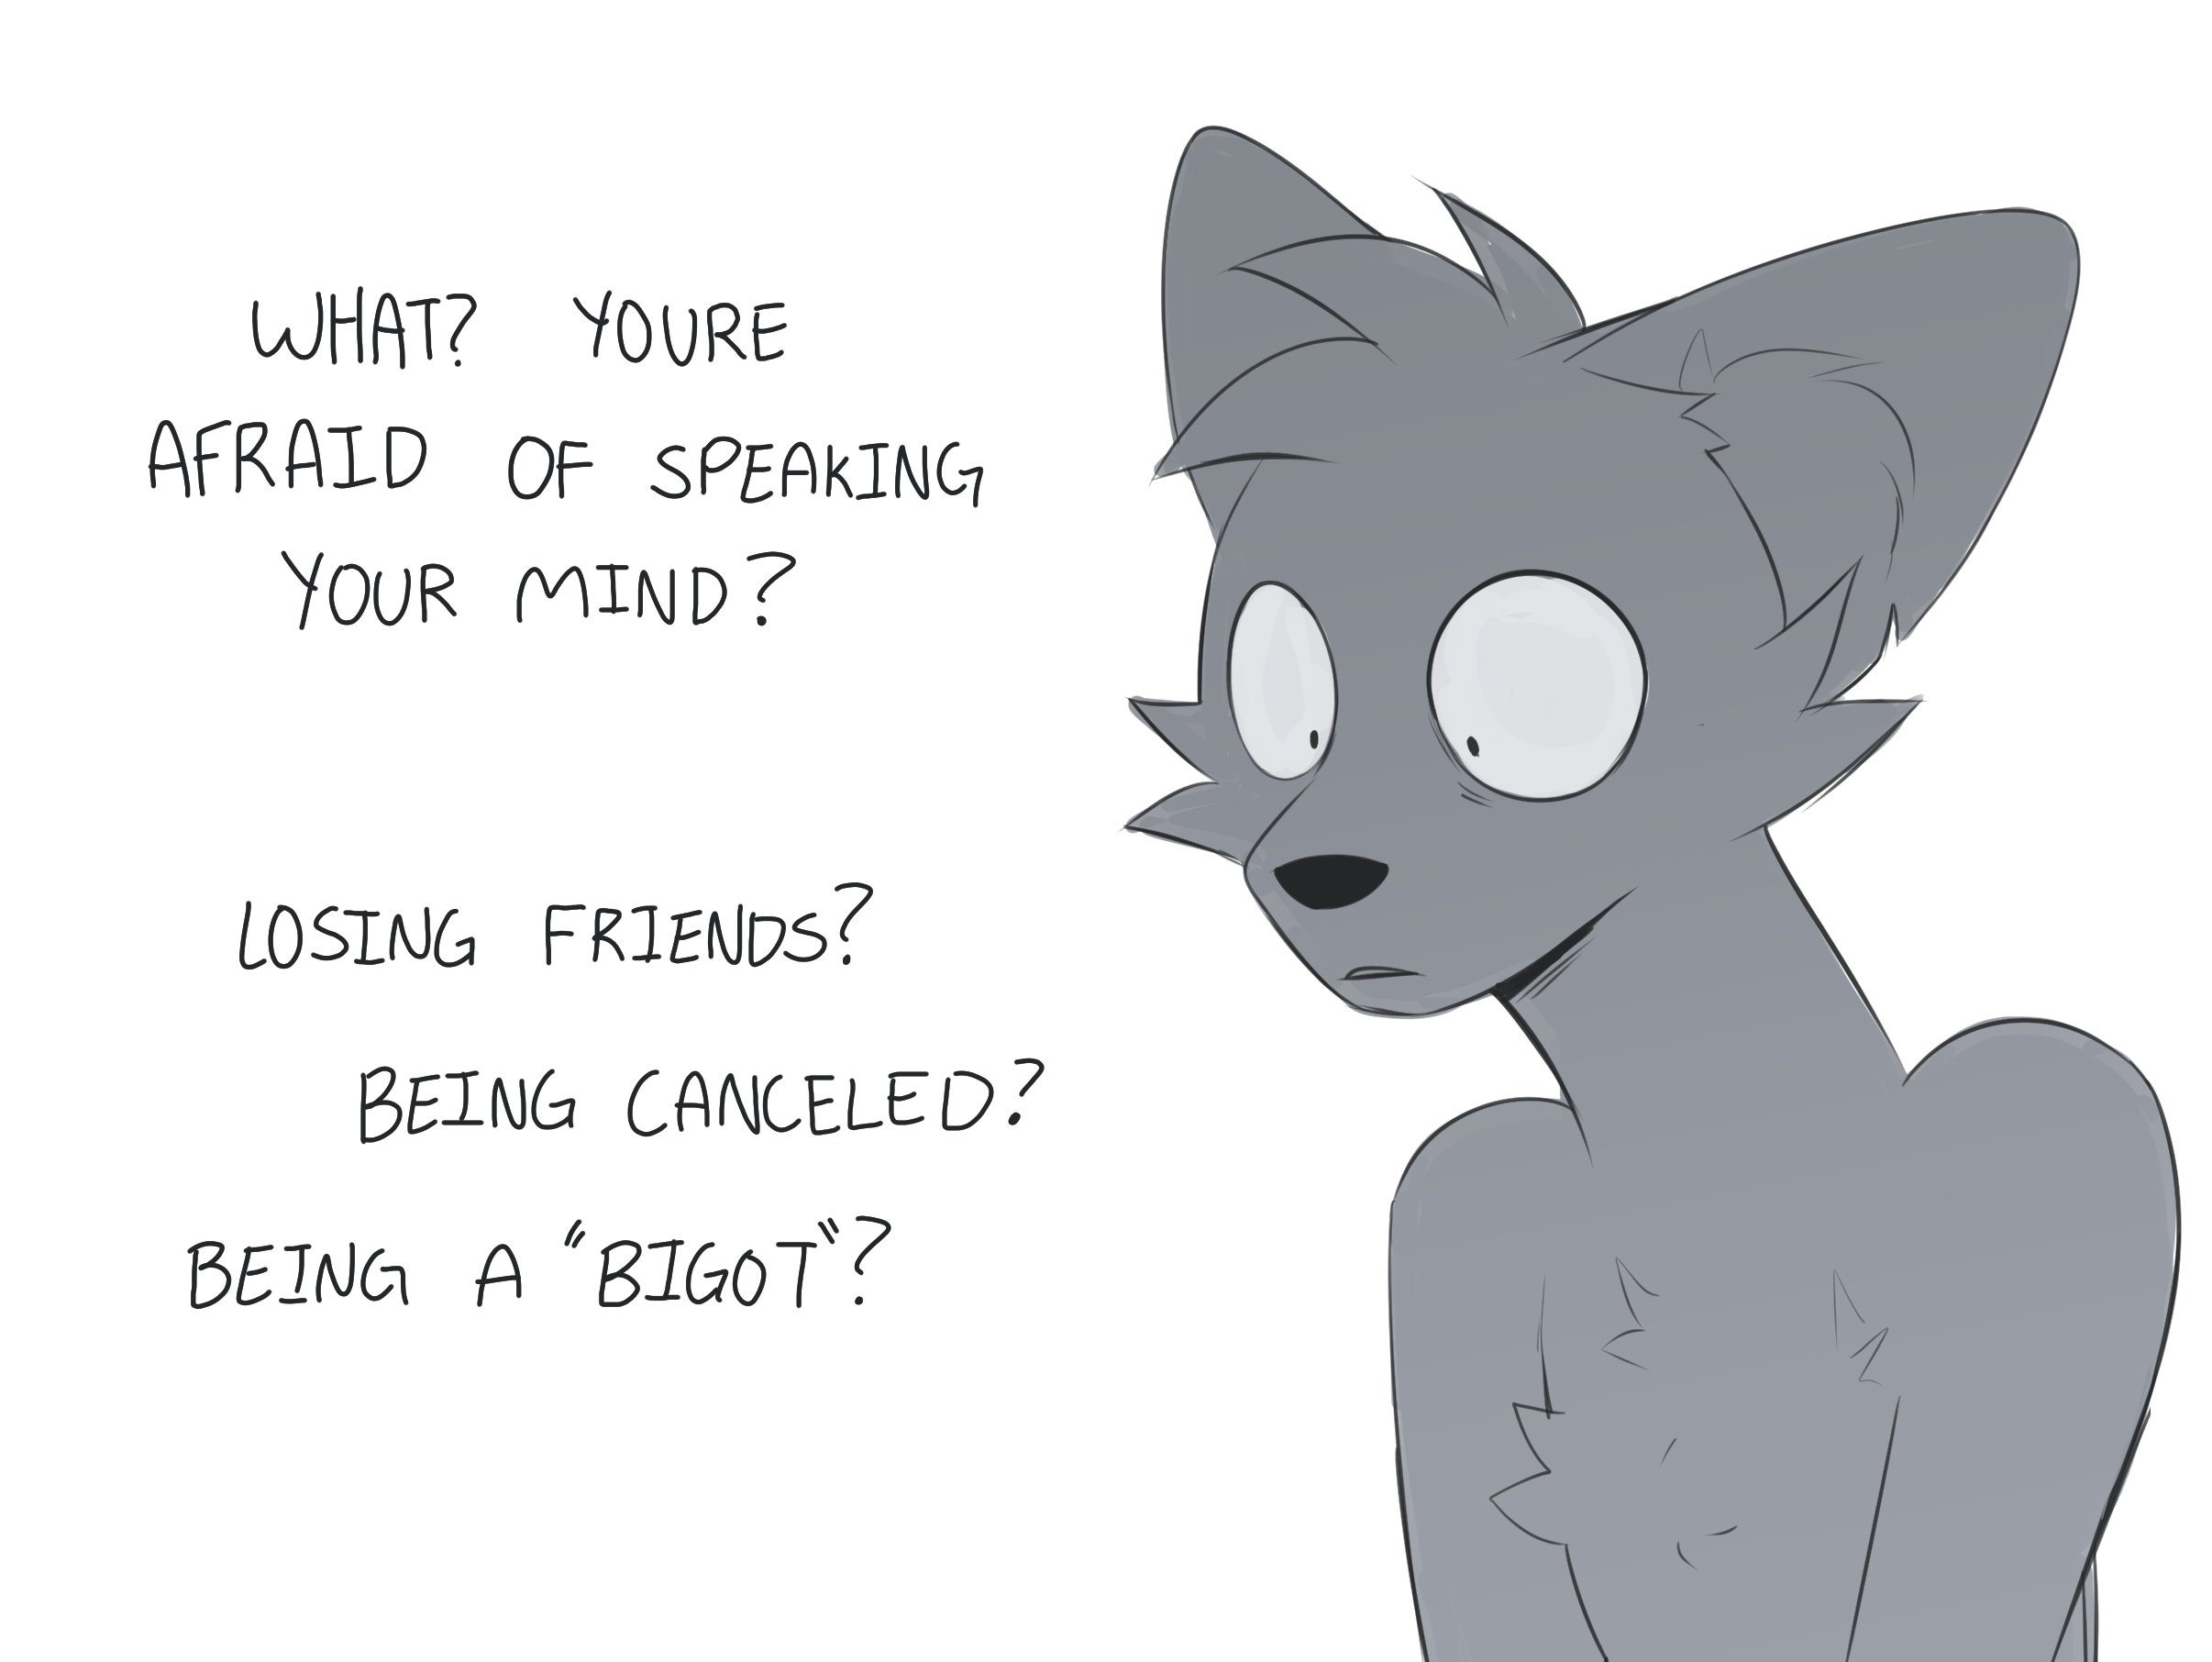 WHAT? YOURE
AFRAID OF SPEAKING
YOUR MIND?
LOSING FRIENDS?
BEING CANCELED?
BEING A "BIGOT"?